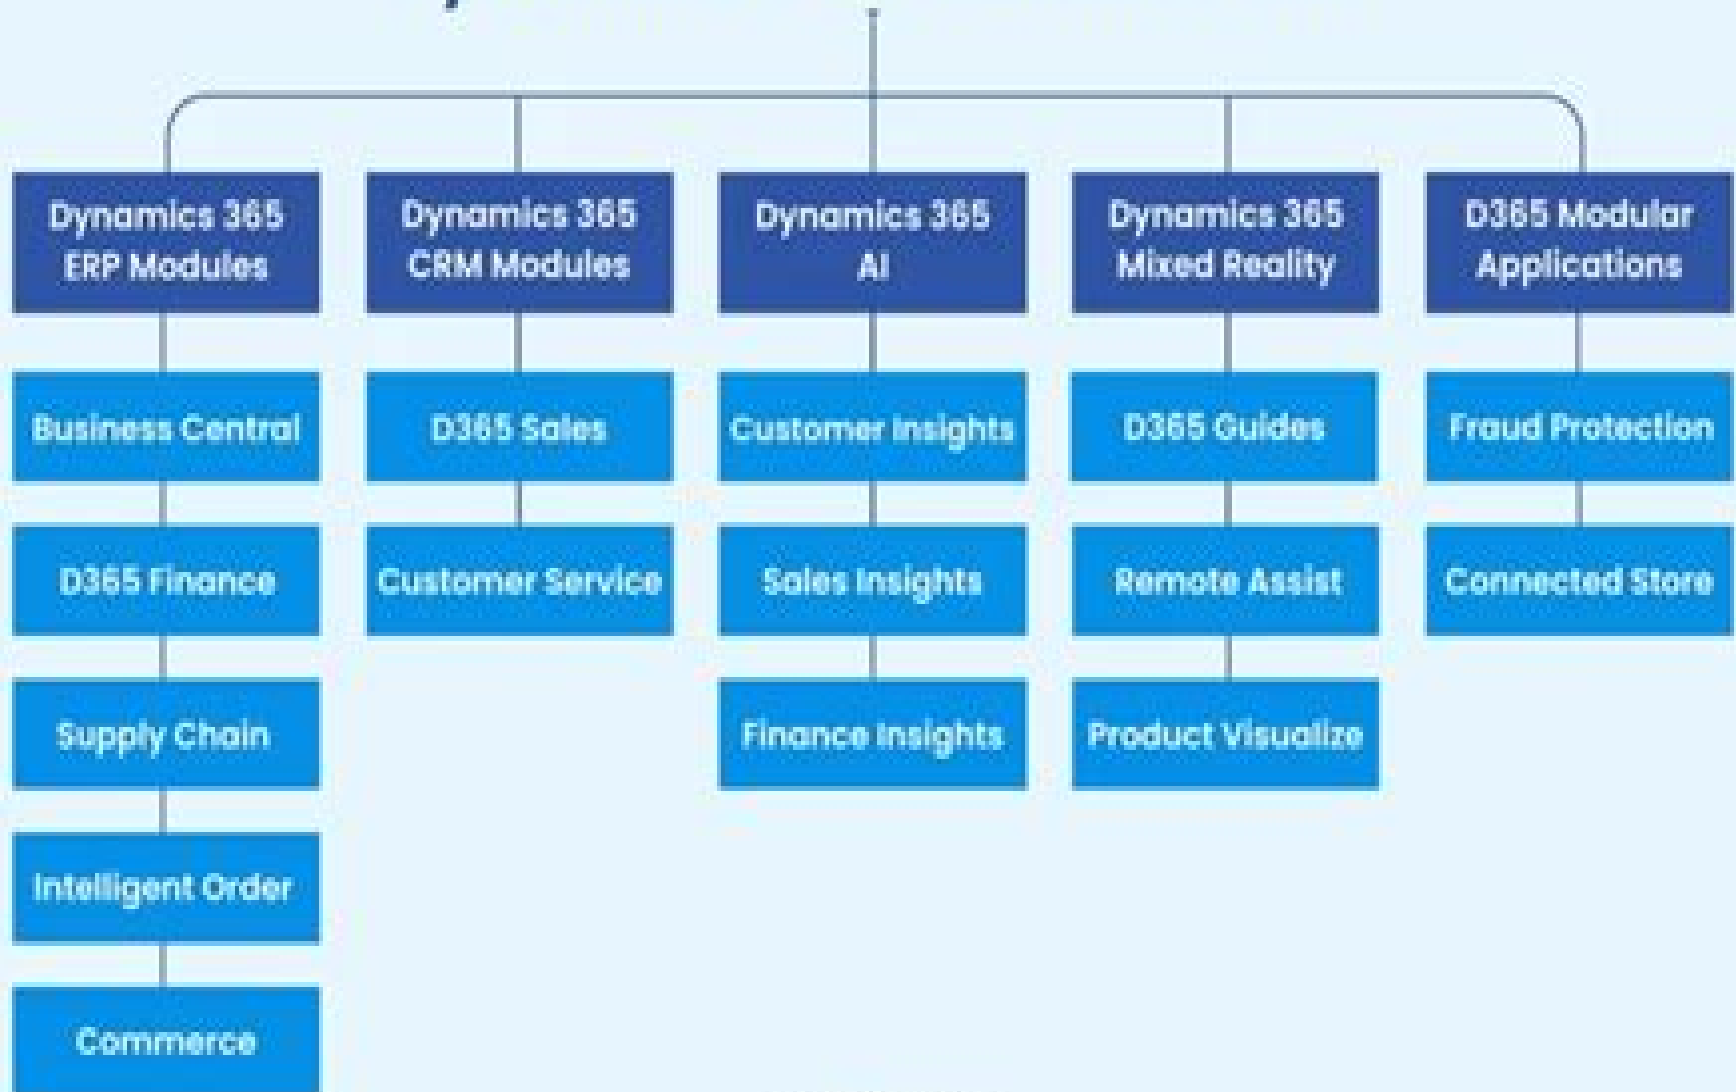 Dynamics 365
ERP Modules
Business Central
D365 Finance
Supply Chain
Intelligent Order
Commerce
Dynamics 365
CRM Modules
D365 Sales
Customer Service
Dynamics 365
AI
Customer Insights
Sales Insights
Finance Insights
Dynamics 365
Mixed Reality
D365 Guides
Remote Assist
Product Visualize
D365 Modular
Applications
Fraud Protection
Connected Store